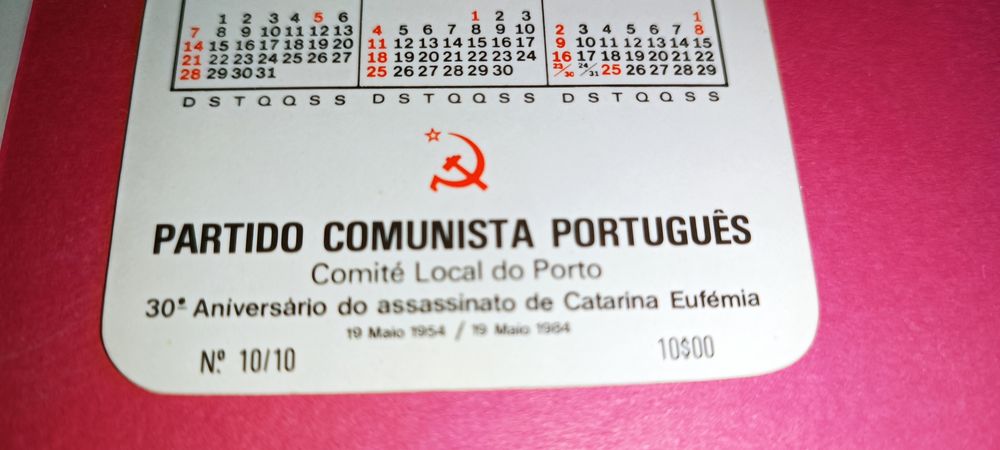 1 2 3 4 5 6 1 2 3 1
7 8 9 10 11 12 13 4 5 6 7 8 9 10 2 3 4 5 6 7 8
14 15 16 17 18 19 20 11 12 13 14 15 16 17 9 10 11 12 13 14 15
21 22 23 24 25 26 27 18 19 20 21 22 23 24 16 17 18 19 20 21 22
28 29 30 31 25 26 27 28 29 30 23/30 24/31 25 26 27 28 29
D S T Q Q S S D S T Q Q S S D S T Q Q S S
PARTIDO COMUNISTA PORTUGUÊS
Comité Local do Porto
30º Aniversário do assassinato de Catarina Eufémia
19 Maio 1954 / 19 Maio 1984
Nº 10/10 10$00